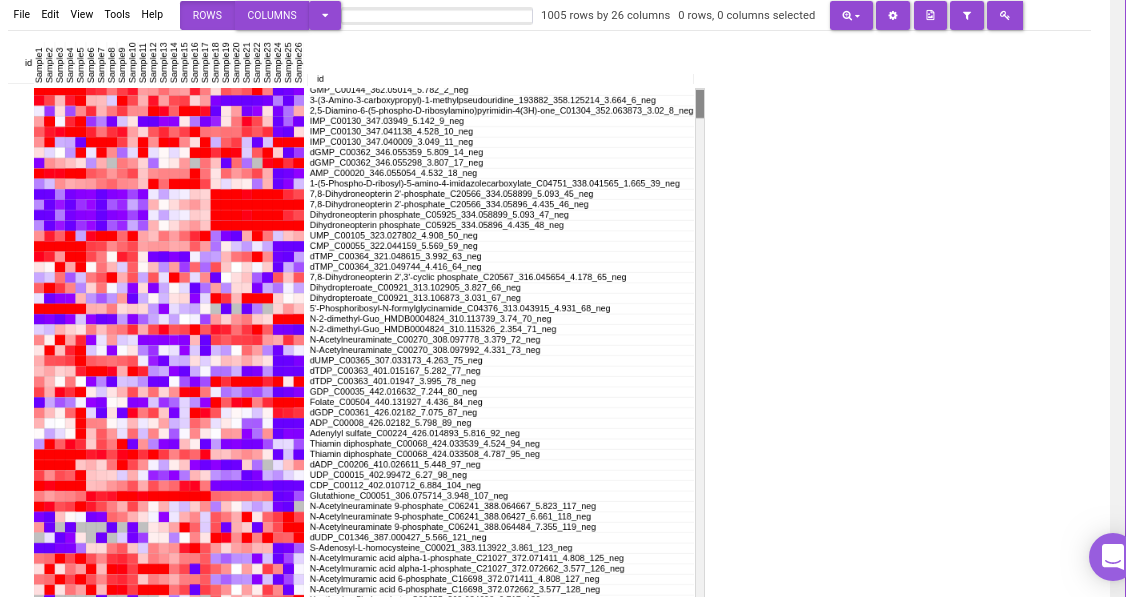 File Edit View Tools Help ROWS COLUMNS 1005 rows by 26 columns 0 rows, 0 columns selected
id Sample1 Sample2 Sample3 Sample4 Sample5 Sample6 Sample7 Sample8 Sample9 Sample10 Sample11 Sample12 Sample13 Sample14 Sample15 Sample16 Sample17 Sample18 Sample19 Sample20 Sample21 Sample22 Sample23 Sample24 Sample25 Sample26
id
GMP_C00144_362.05014_5.782_2_neg
3-(3-Amino-3-carboxypropyl)-1-methylpseudouridine_193882_358.125214_3.664_6_neg
2,5-Diamino-6-(5-phospho-D-ribosylamino)pyrimidin-4(3H)-one_C01304_352.063873_3.02_8_neg
IMP_C00130_347.03949_5.142_9_neg
IMP_C00130_347.041138_4.528_10_neg
IMP_C00130_347.040009_3.049_11_neg
dGMP_C00362_346.055359_5.809_14_neg
dGMP_C00362_346.055298_3.807_17_neg
AMP_C00020_346.055054_4.532_18_neg
1-(5-Phospho-D-ribosyl)-5-amino-4-imidazolecarboxylate_C04751_338.041565_1.665_39_neg
7,8-Dihydroneopterin 2'-phosphate_C20566_334.058899_5.093_45_neg
7,8-Dihydroneopterin 2'-phosphate_C20566_334.05896_4.435_46_neg
Dihydroneopterin phosphate_C05925_334.058899_5.093_47_neg
Dihydroneopterin phosphate_C05925_334.05896_4.435_48_neg
UMP_C00105_323.027802_4.908_50_neg
CMP_C00055_322.044159_5.569_59_neg
dTMP_C00364_321.048615_3.992_63_neg
dTMP_C00364_321.049744_4.416_64_neg
7,8-Dihydroneopterin 2',3'-cyclic phosphate_C20567_316.045654_4.178_65_neg
Dihydropteroate_C00921_313.102905_3.827_66_neg
Dihydropteroate_C00921_313.106873_3.031_67_neg
5'-Phosphoribosyl-N-formylglycinamide_C04376_313.043915_4.931_68_neg
N-2-dimethyl-Guo_HMDB0004824_310.113739_3.74_70_neg
N-2-dimethyl-Guo_HMDB0004824_310.115326_2.354_71_neg
N-Acetylneuraminate_C00270_308.097778_3.379_72_neg
N-Acetylneuraminate_C00270_308.097992_4.331_73_neg
dUMP_C00365_307.033173_4.263_75_neg
dTDP_C00363_401.015167_5.282_77_neg
dTDP_C00363_401.01947_3.995_78_neg
GDP_C00035_442.016632_7.244_80_neg
Folate_C00504_440.131927_4.436_84_neg
dGDP_C00361_426.02182_7.075_87_neg
ADP_C00008_426.02182_5.798_89_neg
Adenylyl sulfate_C00224_426.014893_5.816_92_neg
Thiamin diphosphate_C00068_424.033539_4.524_94_neg
Thiamin diphosphate_C00068_424.033508_4.787_95_neg
dADP_C00206_410.026611_5.448_97_neg
UDP_C00015_402.99472_6.27_98_neg
CDP_C00112_402.010712_6.884_104_neg
Glutathione_C00051_306.075714_3.948_107_neg
N-Acetylneuraminate 9-phosphate_C06241_388.064667_5.823_117_neg
N-Acetylneuraminate 9-phosphate_C06241_388.06427_6.661_118_neg
N-Acetylneuraminate 9-phosphate_C06241_388.064484_7.355_119_neg
dUDP_C01346_387.000427_5.566_121_neg
S-Adenosyl-L-homocysteine_C00021_383.113922_3.861_123_neg
N-Acetylmuramic acid alpha-1-phosphate_C21027_372.071411_4.808_125_neg
N-Acetylmuramic acid alpha-1-phosphate_C21027_372.072662_3.577_126_neg
N-Acetylmuramic acid 6-phosphate_C16698_372.071411_4.808_127_neg
N-Acetylmuramic acid 6-phosphate_C16698_372.072662_3.577_128_neg